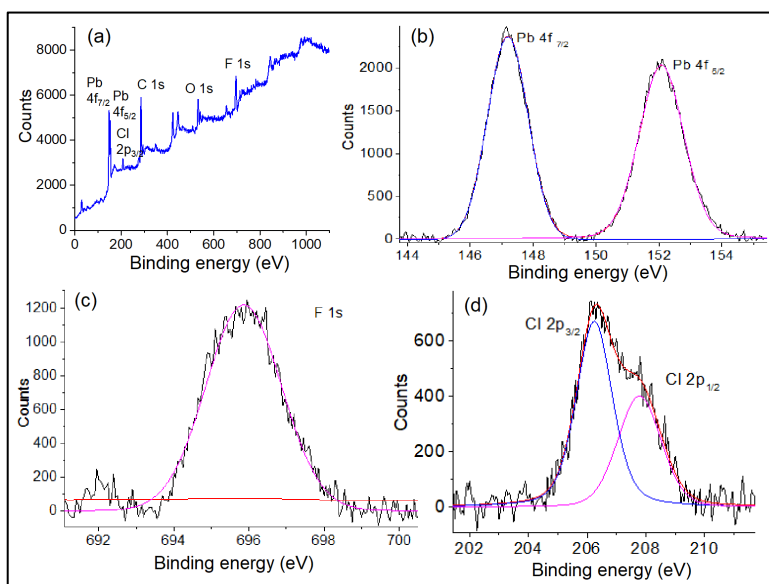 (a)
8000
6000
4000
2000
0
Counts
Pb
4f7/2
Pb
4f5/2
Cl
2p3/2
C 1s
O 1s
F 1s
0 200 400 600 800 1000
Binding energy (eV)
(b)
2000
1500
1000
500
0
Counts
Pb 4f 7/2
Pb 4f 5/2
144 146 148 150 152 154
Binding energy (eV)
(c)
1200
1000
800
600
400
200
0
Counts
F 1s
692 694 696 698 700
Binding energy (eV)
(d)
600
400
200
0
Counts
Cl 2p3/2
Cl 2p1/2
202 204 206 208 210
Binding energy (eV)